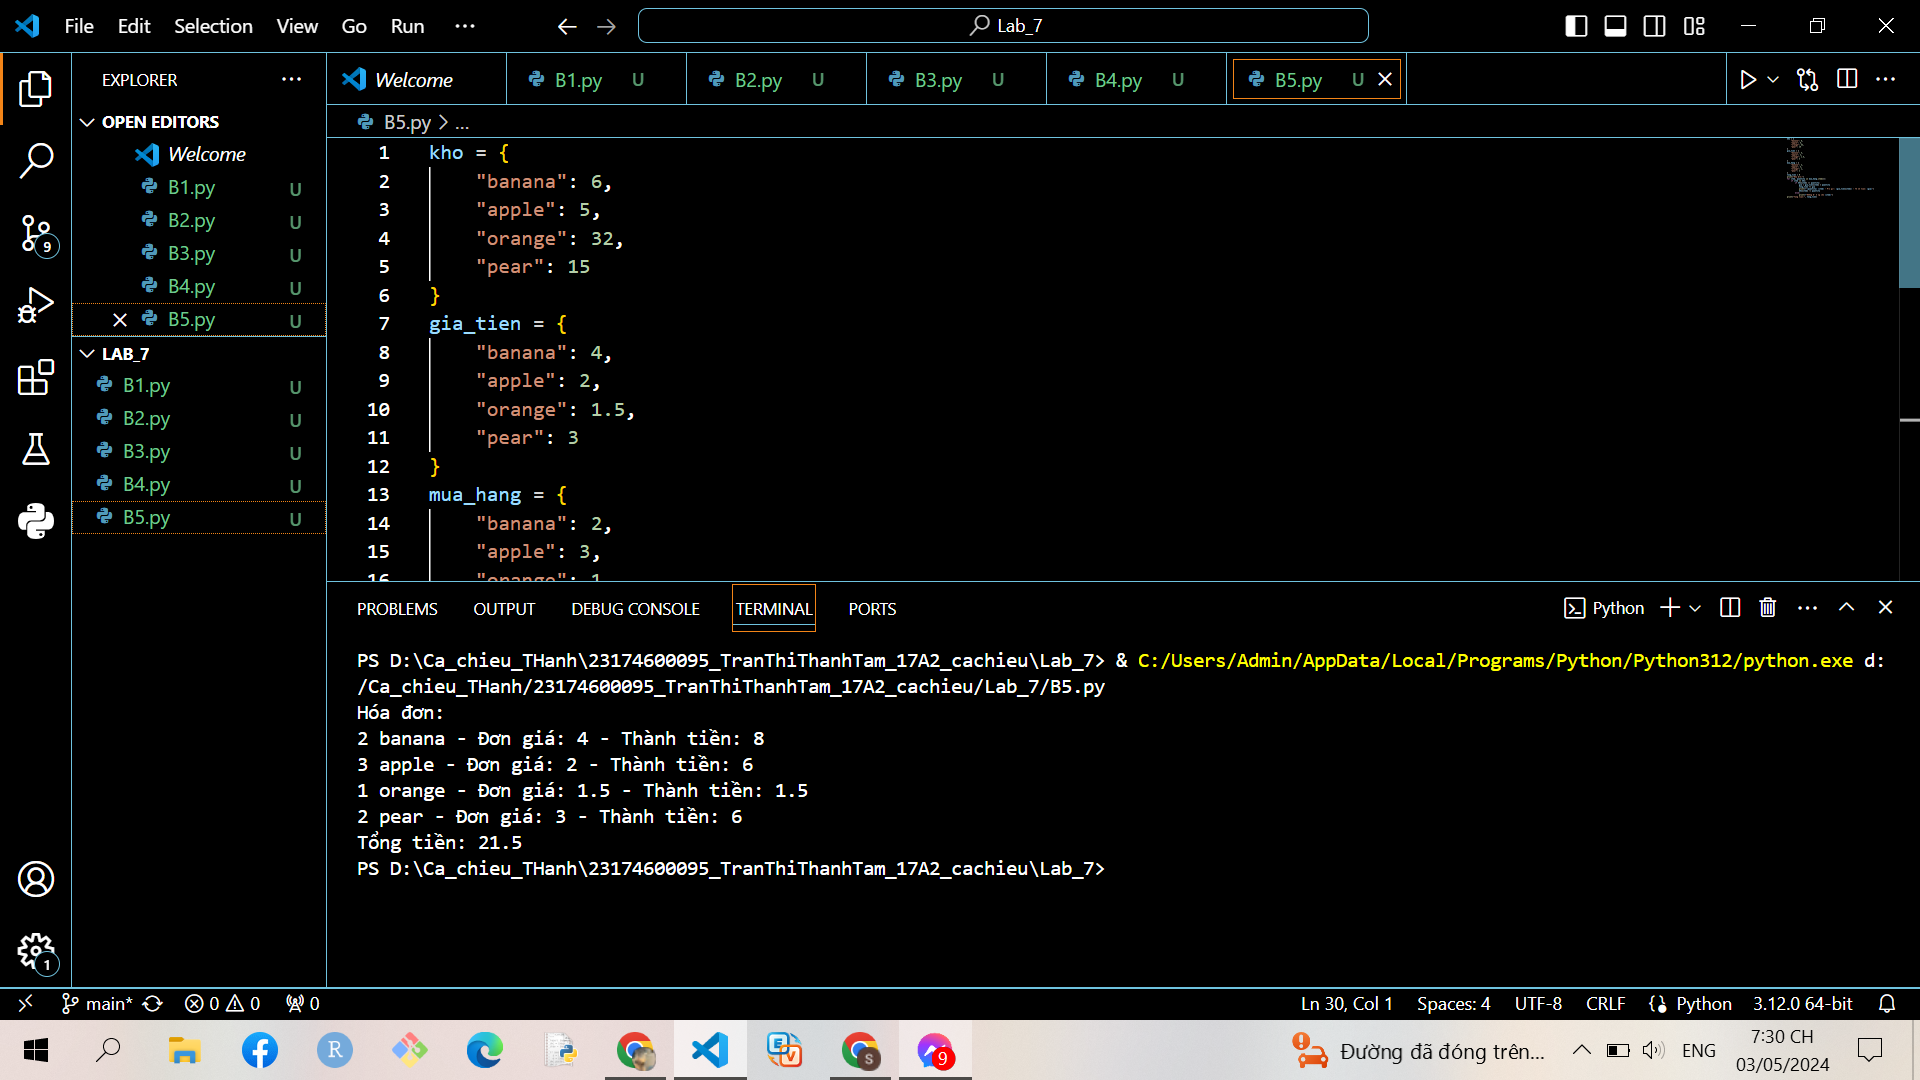 File Edit Selection View Go Run ...
Lab_7
EXPLORER
Welcome
B1.py U
B2.py U
B3.py U
B4.py U
B5.py U
OPEN EDITORS
Welcome
B1.py U
B2.py U
B3.py U
B4.py U
B5.py U
LAB_7
B1.py U
B2.py U
B3.py U
B4.py U
B5.py U
9
1
B5.py > ...
1 kho = {
2 "banana": 6,
3 "apple": 5,
4 "orange": 32,
5 "pear": 15
6 }
7 gia_tien = {
8 "banana": 4,
9 "apple": 2,
10 "orange": 1.5,
11 "pear": 3
12 }
13 mua_hang = {
14 "banana": 2,
15 "apple": 3,
16 "orange": 1
PROBLEMS OUTPUT DEBUG CONSOLE TERMINAL PORTS
Python
PS D:\Ca_chieu_THanh\23174600095_TranThiThanhTam_17A2_cachieu\Lab_7> & C:/Users/Admin/AppData/Local/Programs/Python/Python312/python.exe d:
/Ca_chieu_THanh/23174600095_TranThiThanhTam_17A2_cachieu/Lab_7/B5.py
Hóa đơn:
2 banana - Đơn giá: 4 - Thành tiền: 8
3 apple - Đơn giá: 2 - Thành tiền: 6
1 orange - Đơn giá: 1.5 - Thành tiền: 1.5
2 pear - Đơn giá: 3 - Thành tiền: 6
Tổng tiền: 21.5
PS D:\Ca_chieu_THanh\23174600095_TranThiThanhTam_17A2_cachieu\Lab_7>
main* 0 0 0
Ln 30, Col 1 Spaces: 4 UTF-8 CRLF Python 3.12.0 64-bit
R
E
V
S
9
Đường đã đóng trên...
ENG
7:30 CH
03/05/2024